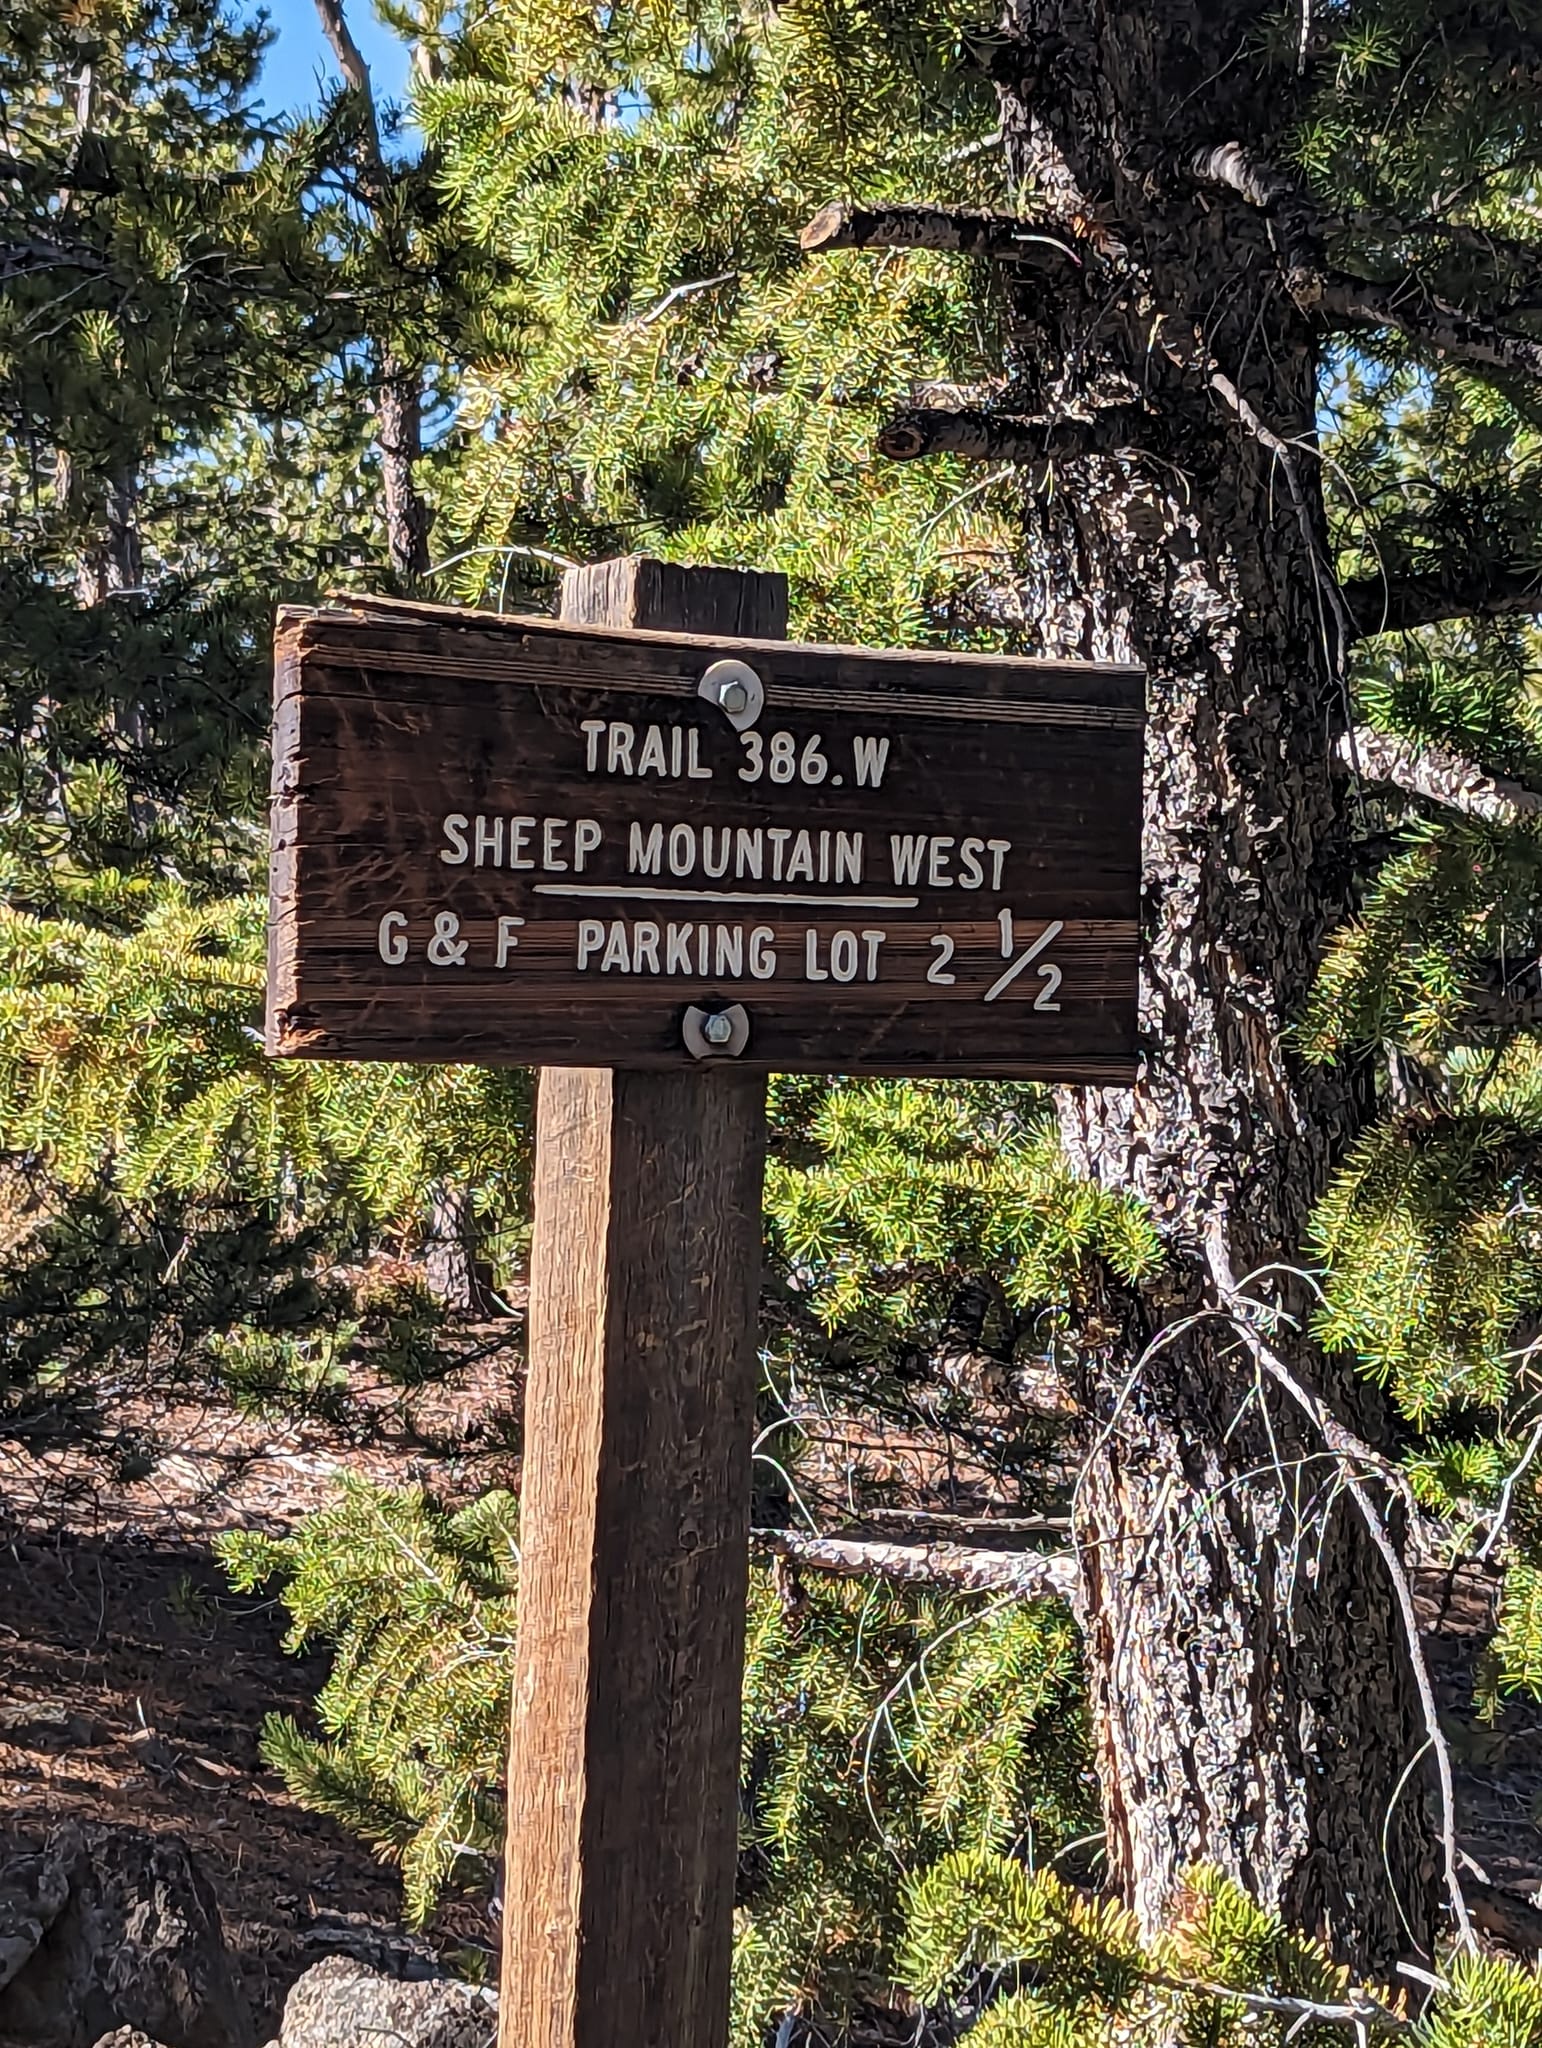 TRAIL 386.W
SHEEP MOUNTAIN WEST
G & F PARKING LOT 2 1/2